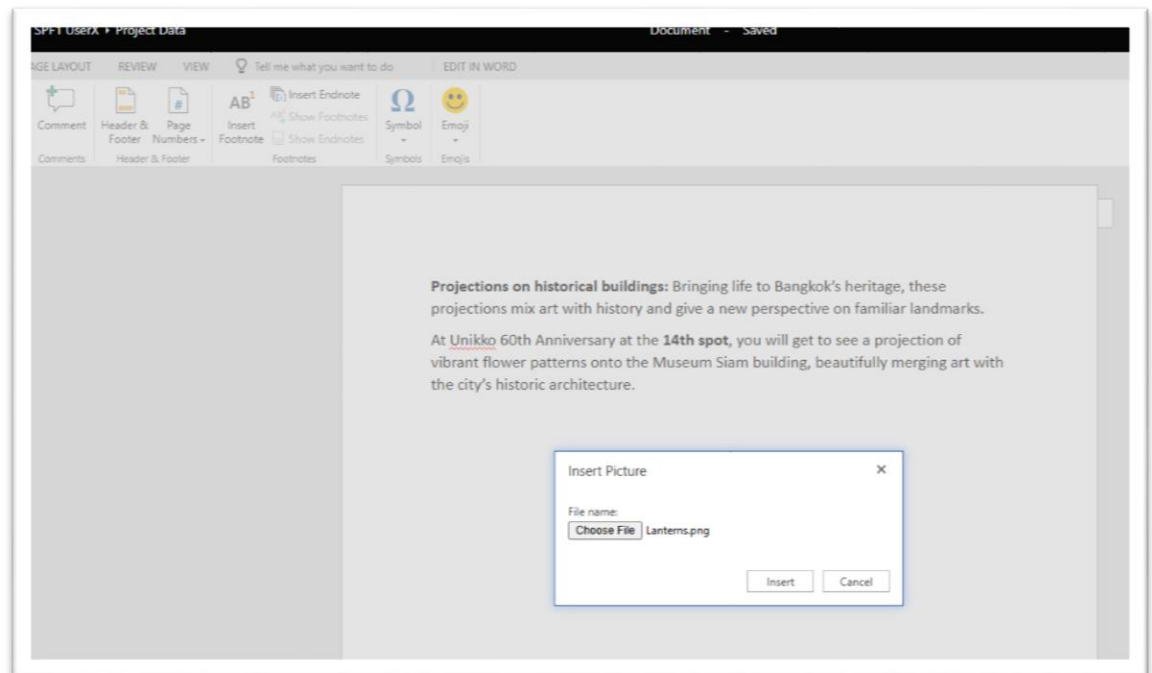 SPFT UserX ▸ Project Data Document - Saved
AGE LAYOUT REVIEW VIEW Tell me what you want to do EDIT IN WORD
Comment
Header & Footer
Page Numbers
AB1
Insert Footnote
Insert Endnote
AB Show Footnotes
Show Endnotes
Ω
Symbol
Emoji
Comments Header & Footer Footnotes Symbols Emojis
Projections on historical buildings: Bringing life to Bangkok's heritage, these
projections mix art with history and give a new perspective on familiar landmarks.
At Unikko 60th Anniversary at the 14th spot, you will get to see a projection of
vibrant flower patterns onto the Museum Siam building, beautifully merging art with
the city's historic architecture.
Insert Picture ×
File name:
Choose File Lanterns.png
Insert Cancel